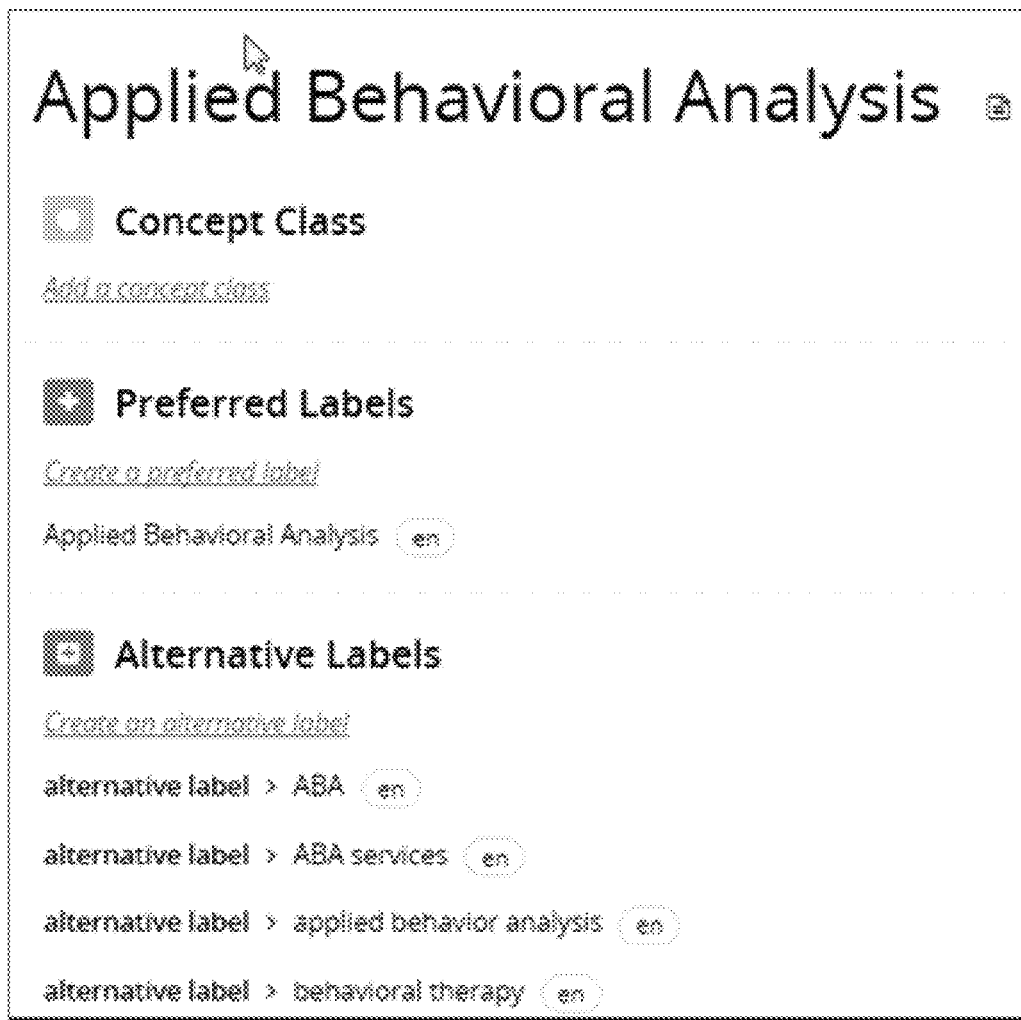 Applied Behavioral Analysis
Concept Class
Add a concept class
Preferred Labels
Create a preferred label
Applied Behavioral Analysis en
Alternative Labels
Create an alternative label
alternative label > ABA en
alternative label > ABA services en
alternative label > applied behavior analysis en
alternative label > behavioral therapy en